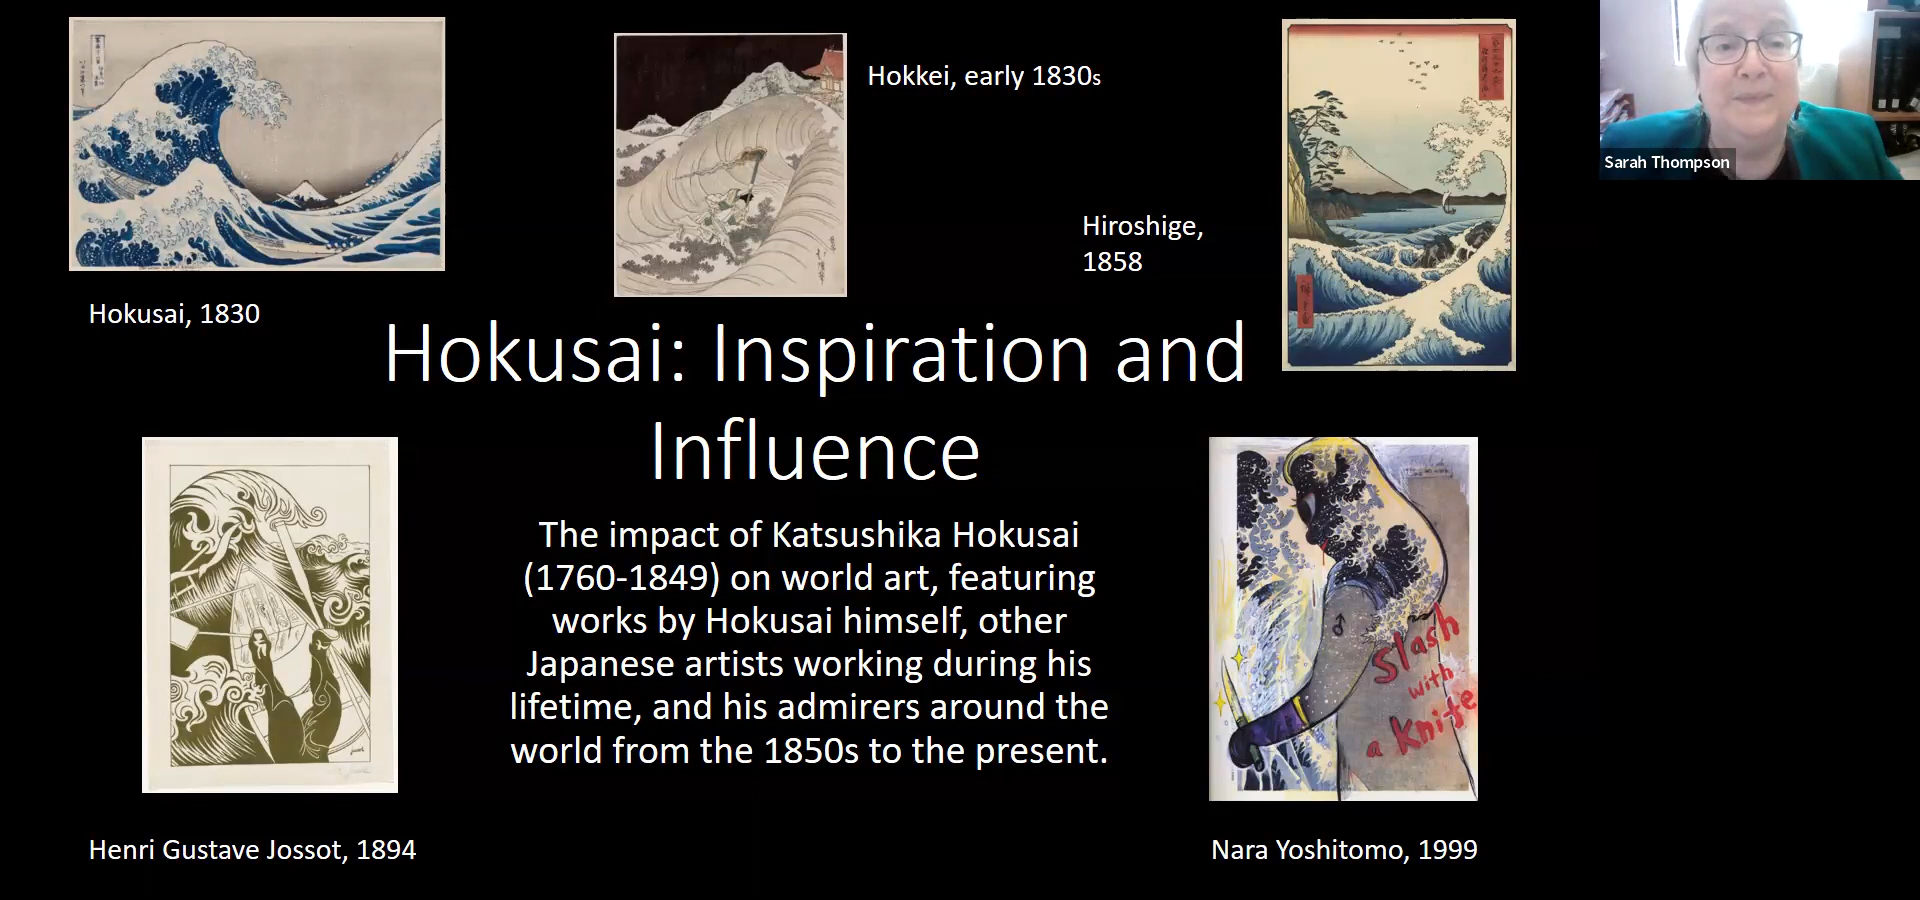 Hokkei, early 1830s
Sarah Thompson
Hiroshige,
1858
Hokusai, 1830
Hokusai: Inspiration and
Influence
The impact of Katsushika Hokusai
(1760-1849) on world art, featuring
works by Hokusai himself, other
Japanese artists working during his
lifetime, and his admirers around the
world from the 1850s to the present.
Slash
with
a Knife
Henri Gustave Jossot, 1894
Nara Yoshitomo, 1999